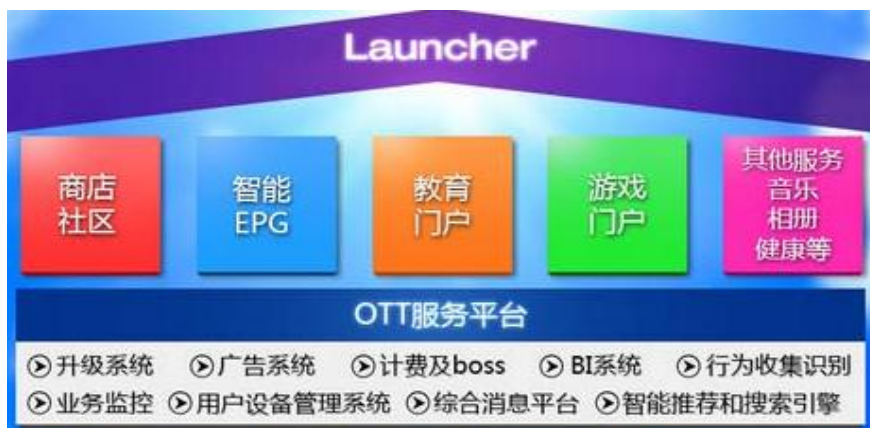 Launcher
商店
社区
智能
EPG
教育
门户
游戏
门户
其他服务
音乐
相册
健康等
OTT服务平台
升级系统 广告系统 计费及boss BI系统 行为收集识别
业务监控 用户设备管理系统 综合消息平台 智能推荐和搜索引擎